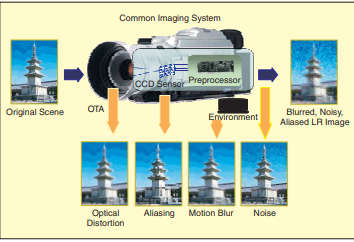 Common Imaging System
CCD Sensor
Preprocessor
Original Scene
OTA
Environment
Blurred, Noisy,
Aliased LR Image
Optical
Distortion
Aliasing
Motion Blur
Noise